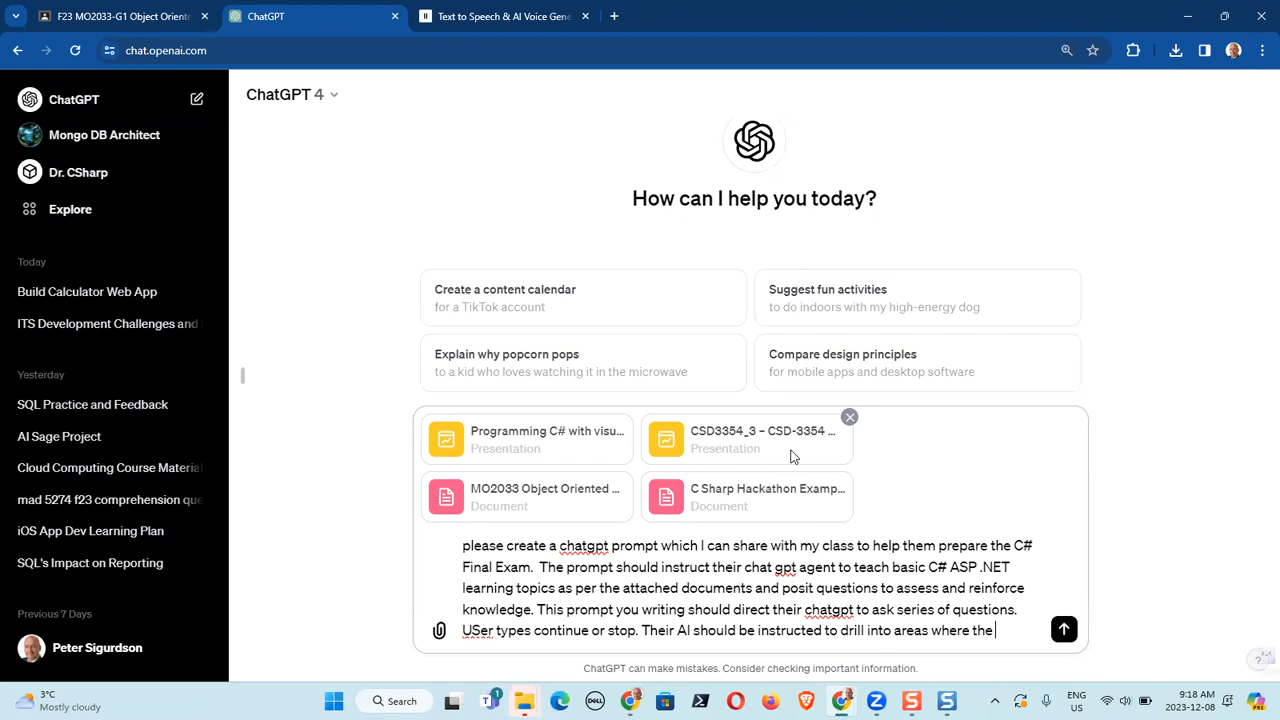 F23 MO2033-G1 Object Oriente
ChatGPT
Text to Speech & AI Voice Gene
chat.openai.com
ChatGPT
Mongo DB Architect
Dr. CSharp
Explore
Today
Build Calculator Web App
ITS Development Challenges and S
Yesterday
SQL Practice and Feedback
AI Sage Project
Cloud Computing Course Material
mad 5274 f23 comprehension que
iOS App Dev Learning Plan
SQL's Impact on Reporting
Previous 7 Days
Peter Sigurdson
ChatGPT 4
How can I help you today?
Create a content calendar
for a TikTok account
Suggest fun activities
to do indoors with my high-energy dog
Explain why popcorn pops
to a kid who loves watching it in the microwave
Compare design principles
for mobile apps and desktop software
Programming C# with visu...
Presentation
CSD3354_3 – CSD-3354 ...
Presentation
MO2033 Object Oriented ...
Document
C Sharp Hackathon Examp...
Document
please create a chatgpt prompt which I can share with my class to help them prepare the C#
Final Exam.  The prompt should instruct their chat gpt agent to teach basic C# ASP .NET
learning topics as per the attached documents and posit questions to assess and reinforce
knowledge. This prompt you writing should direct their chatgpt to ask series of questions.
USer types continue or stop. Their AI should be instructed to drill into areas where the
ChatGPT can make mistakes. Consider checking important information.
?
3°C
Mostly cloudy
Search
1
DELL
ENG
US
9:18 AM
2023-12-08